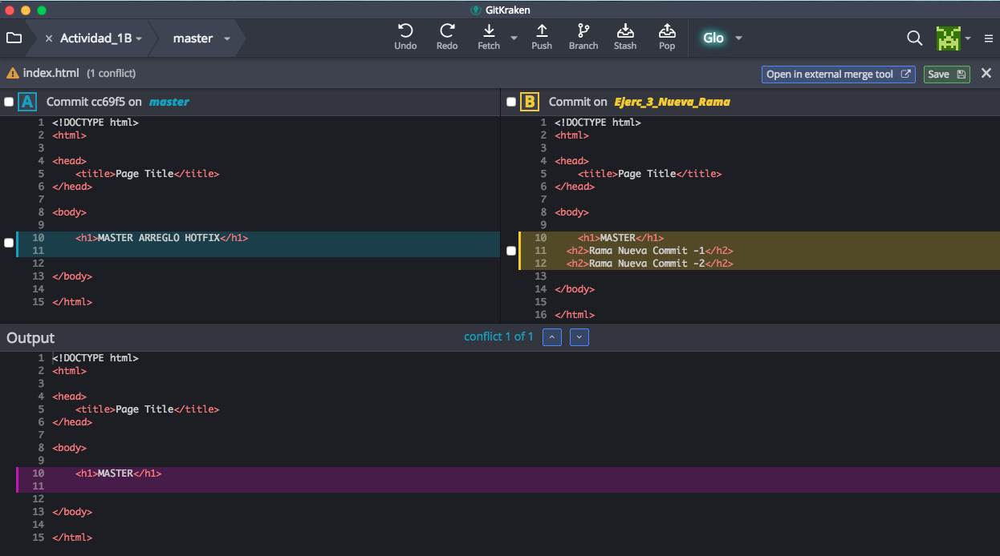 GitKraken
Actividad_1B
master
Undo
Redo
Fetch
Push
Branch
Stash
Pop
Glo
index.html (1 conflict)
Open in external merge tool
Save
A Commit cc69f5 on master
1 <!DOCTYPE html>
2 <html>
3
4 <head>
5     <title>Page Title</title>
6 </head>
7
8 <body>
9
10     <h1>MASTER ARREGLO HOTFIX</h1>
11
12
13 </body>
14
15 </html>
B Commit on Ejerc_3_Nueva_Rama
1 <!DOCTYPE html>
2 <html>
3
4 <head>
5     <title>Page Title</title>
6 </head>
7
8 <body>
9
10     <h1>MASTER</h1>
11   <h2>Rama Nueva Commit -1</h2>
12   <h2>Rama Nueva Commit -2</h2>
13
14 </body>
15
16 </html>
Output
conflict 1 of 1
1 <!DOCTYPE html>
2 <html>
3
4 <head>
5     <title>Page Title</title>
6 </head>
7
8 <body>
9
10     <h1>MASTER</h1>
11
12
13 </body>
14
15 </html>